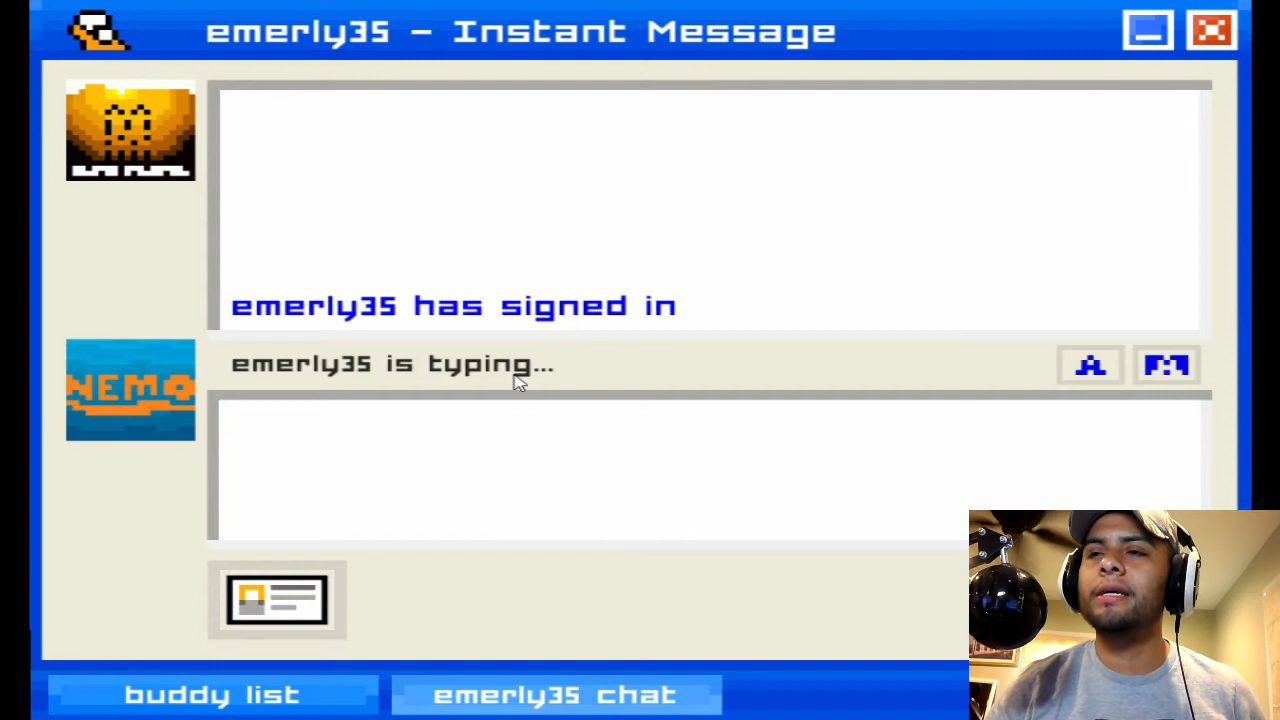 emerly35 - Instant Message
emerly35 has signed in
emerly35 is typing...
A
NEMO
buddy list
emerly35 chat